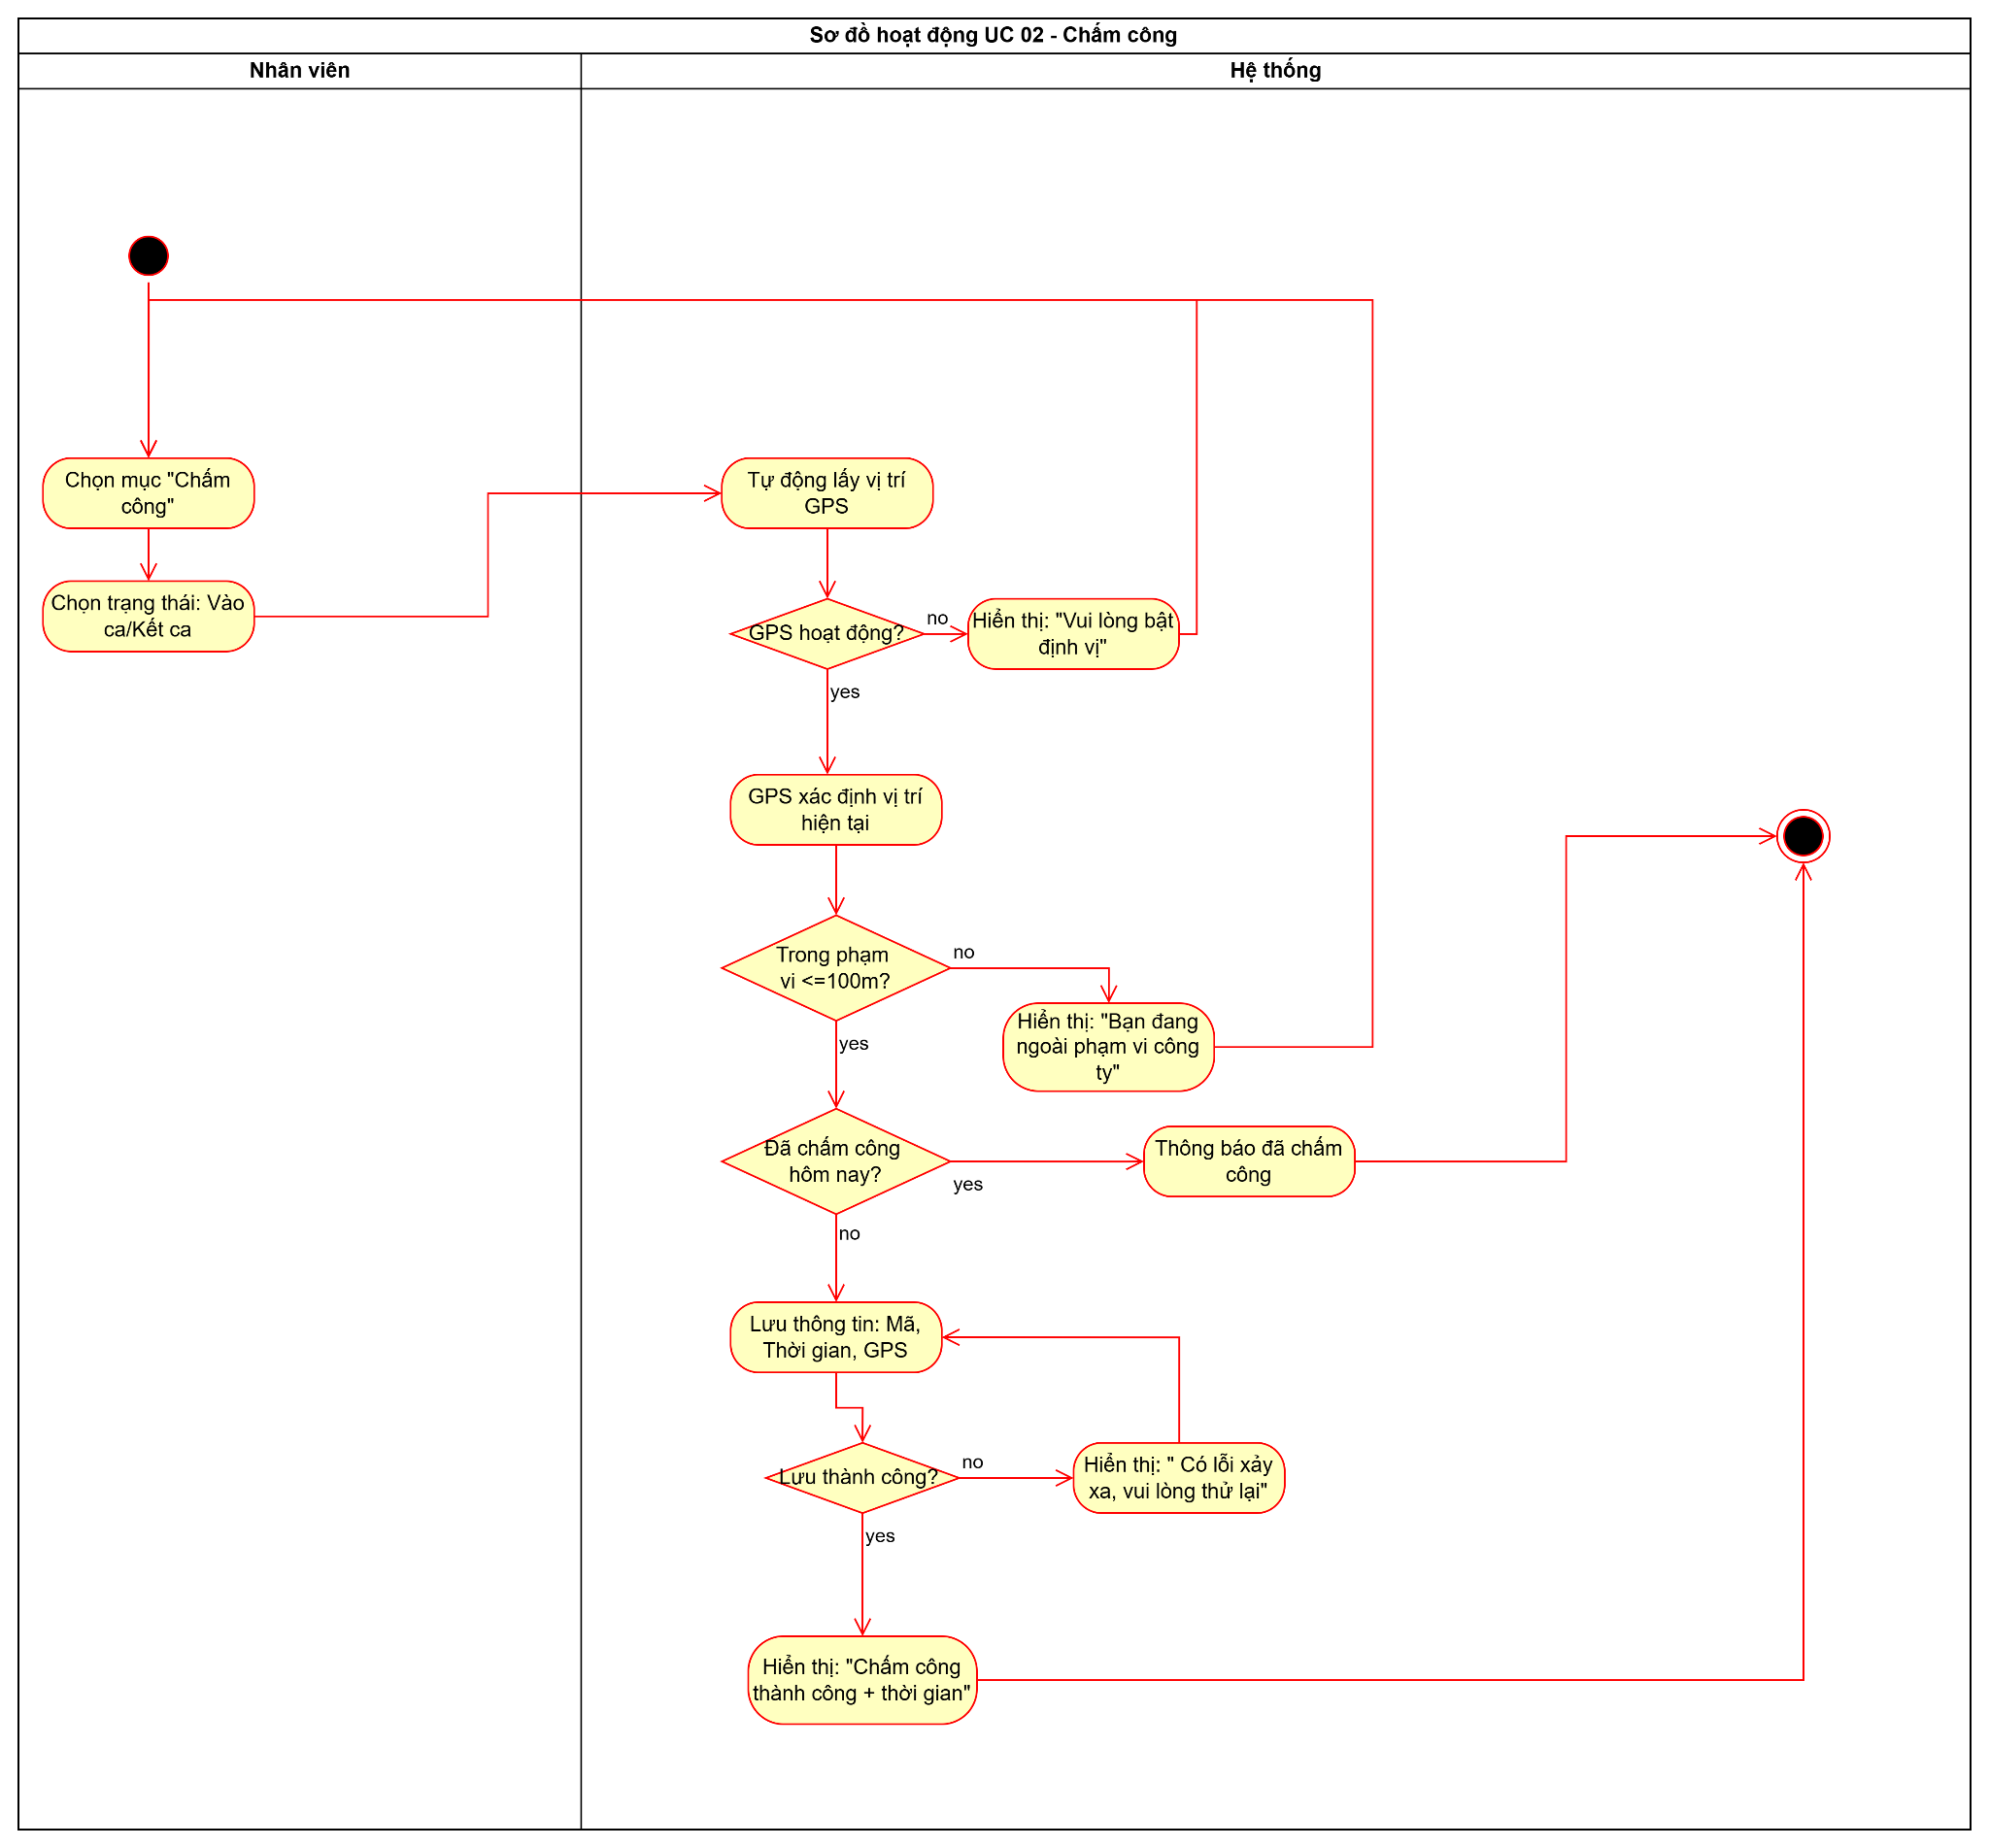 Sơ đồ hoạt động UC 02 - Chấm công
Nhân viên
Hệ thống
Chọn mục "Chấm
công"
Chọn trạng thái: Vào
ca/Kết ca
Tự động lấy vị trí
GPS
GPS hoạt động?
no
Hiển thị: "Vui lòng bật
định vị"
yes
GPS xác định vị trí
hiện tại
Trong phạm
vi <=100m?
no
Hiển thị: "Bạn đang
ngoài phạm vi công
ty"
yes
Đã chấm công
hôm nay?
yes
Thông báo đã chấm
công
no
Lưu thông tin: Mã,
Thời gian, GPS
Lưu thành công?
no
Hiển thị: " Có lỗi xảy
xa, vui lòng thử lại"
yes
Hiển thị: "Chấm công
thành công + thời gian"